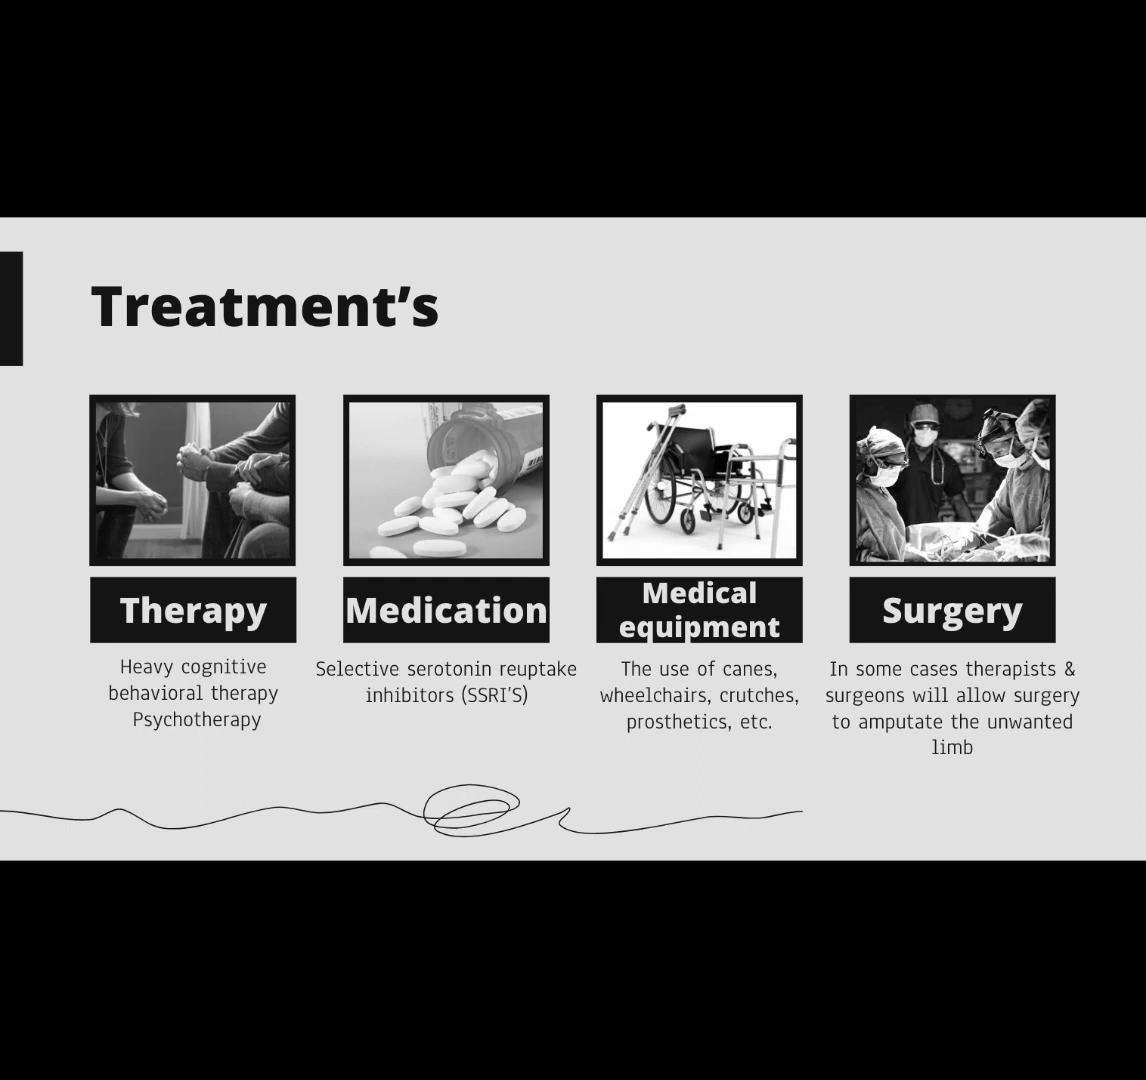 Treatment’s
Therapy
Heavy cognitive
behavioral therapy
Psychotherapy
Medication
Selective serotonin reuptake
inhibitors (SSRI’S)
Medical
equipment
The use of canes,
wheelchairs, crutches,
prosthetics, etc.
Surgery
In some cases therapists &
surgeons will allow surgery
to amputate the unwanted
limb